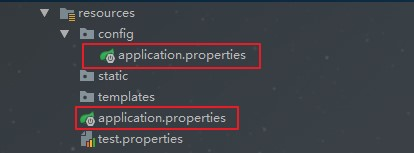 resources
config
application.properties
static
templates
application.properties
test.properties